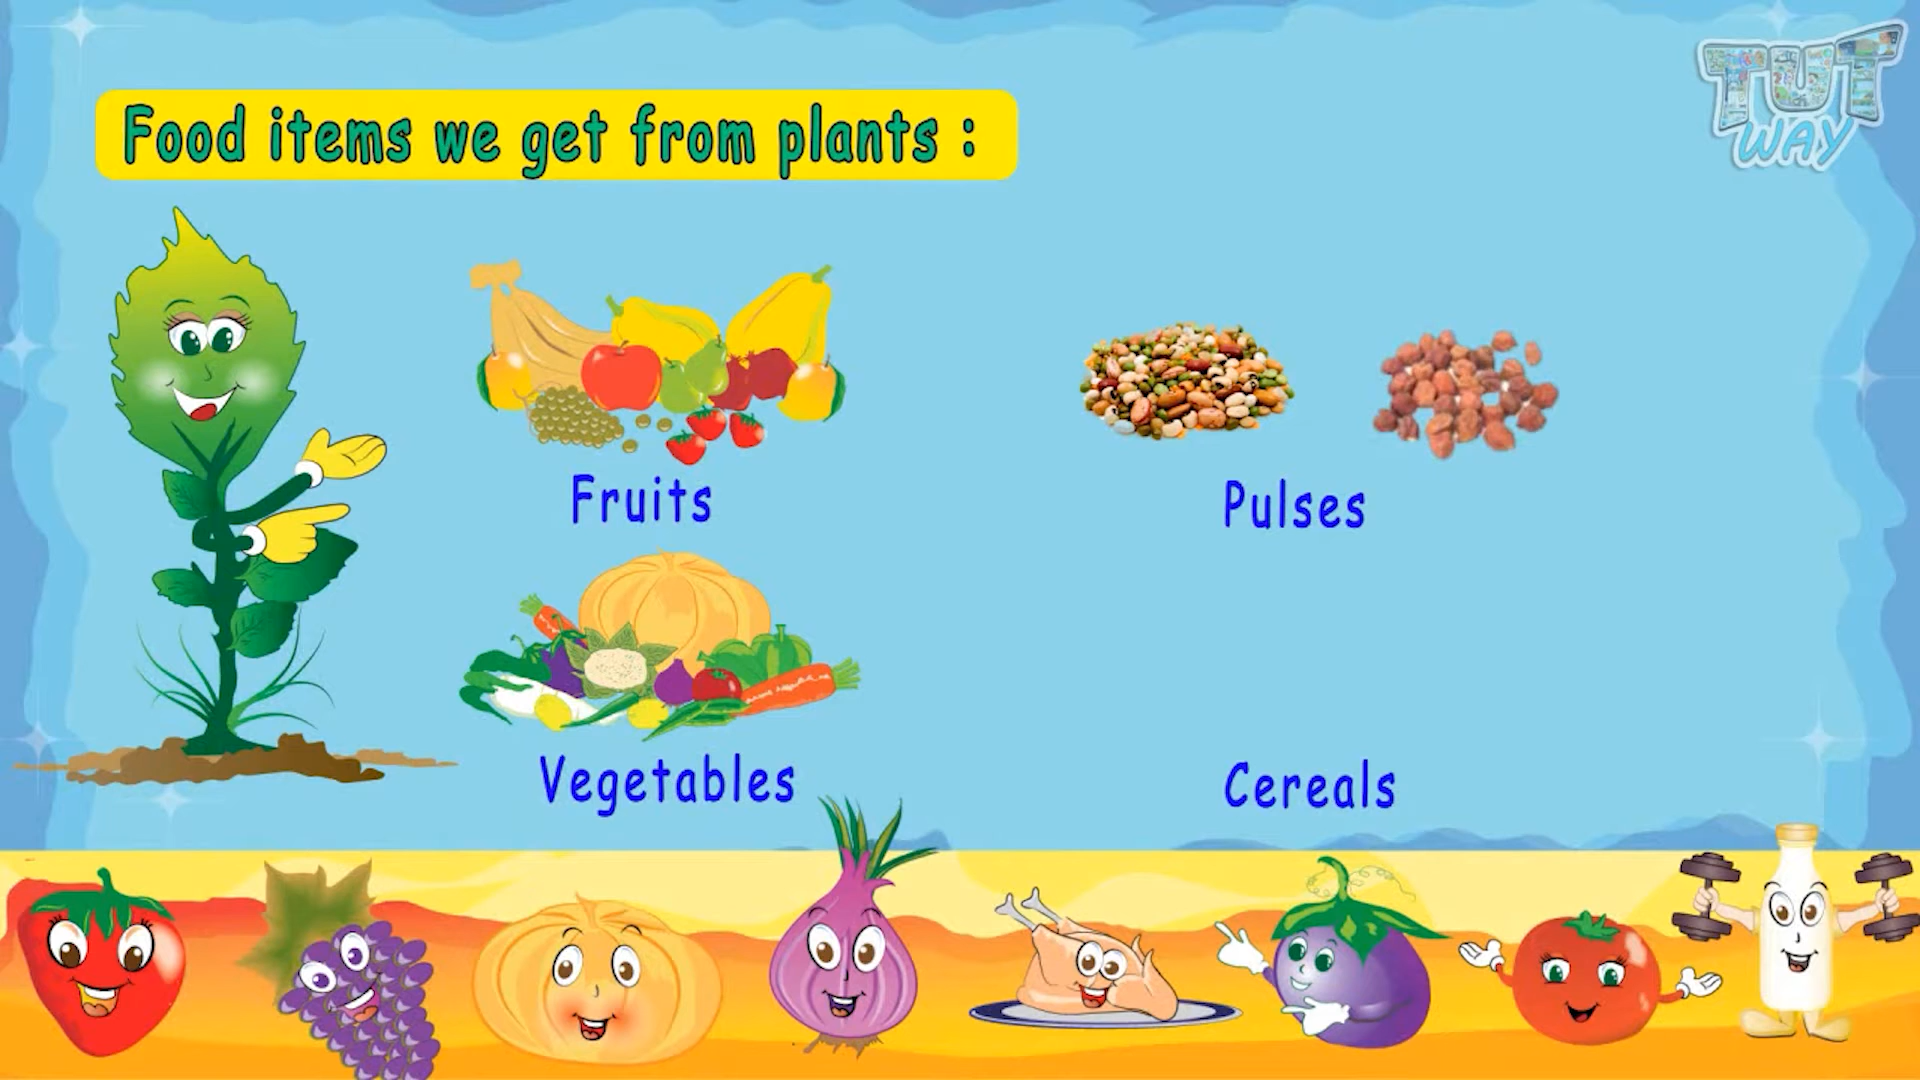 TUT
WAY
Food items we get from plants :
Fruits
Pulses
Vegetables
Cereals